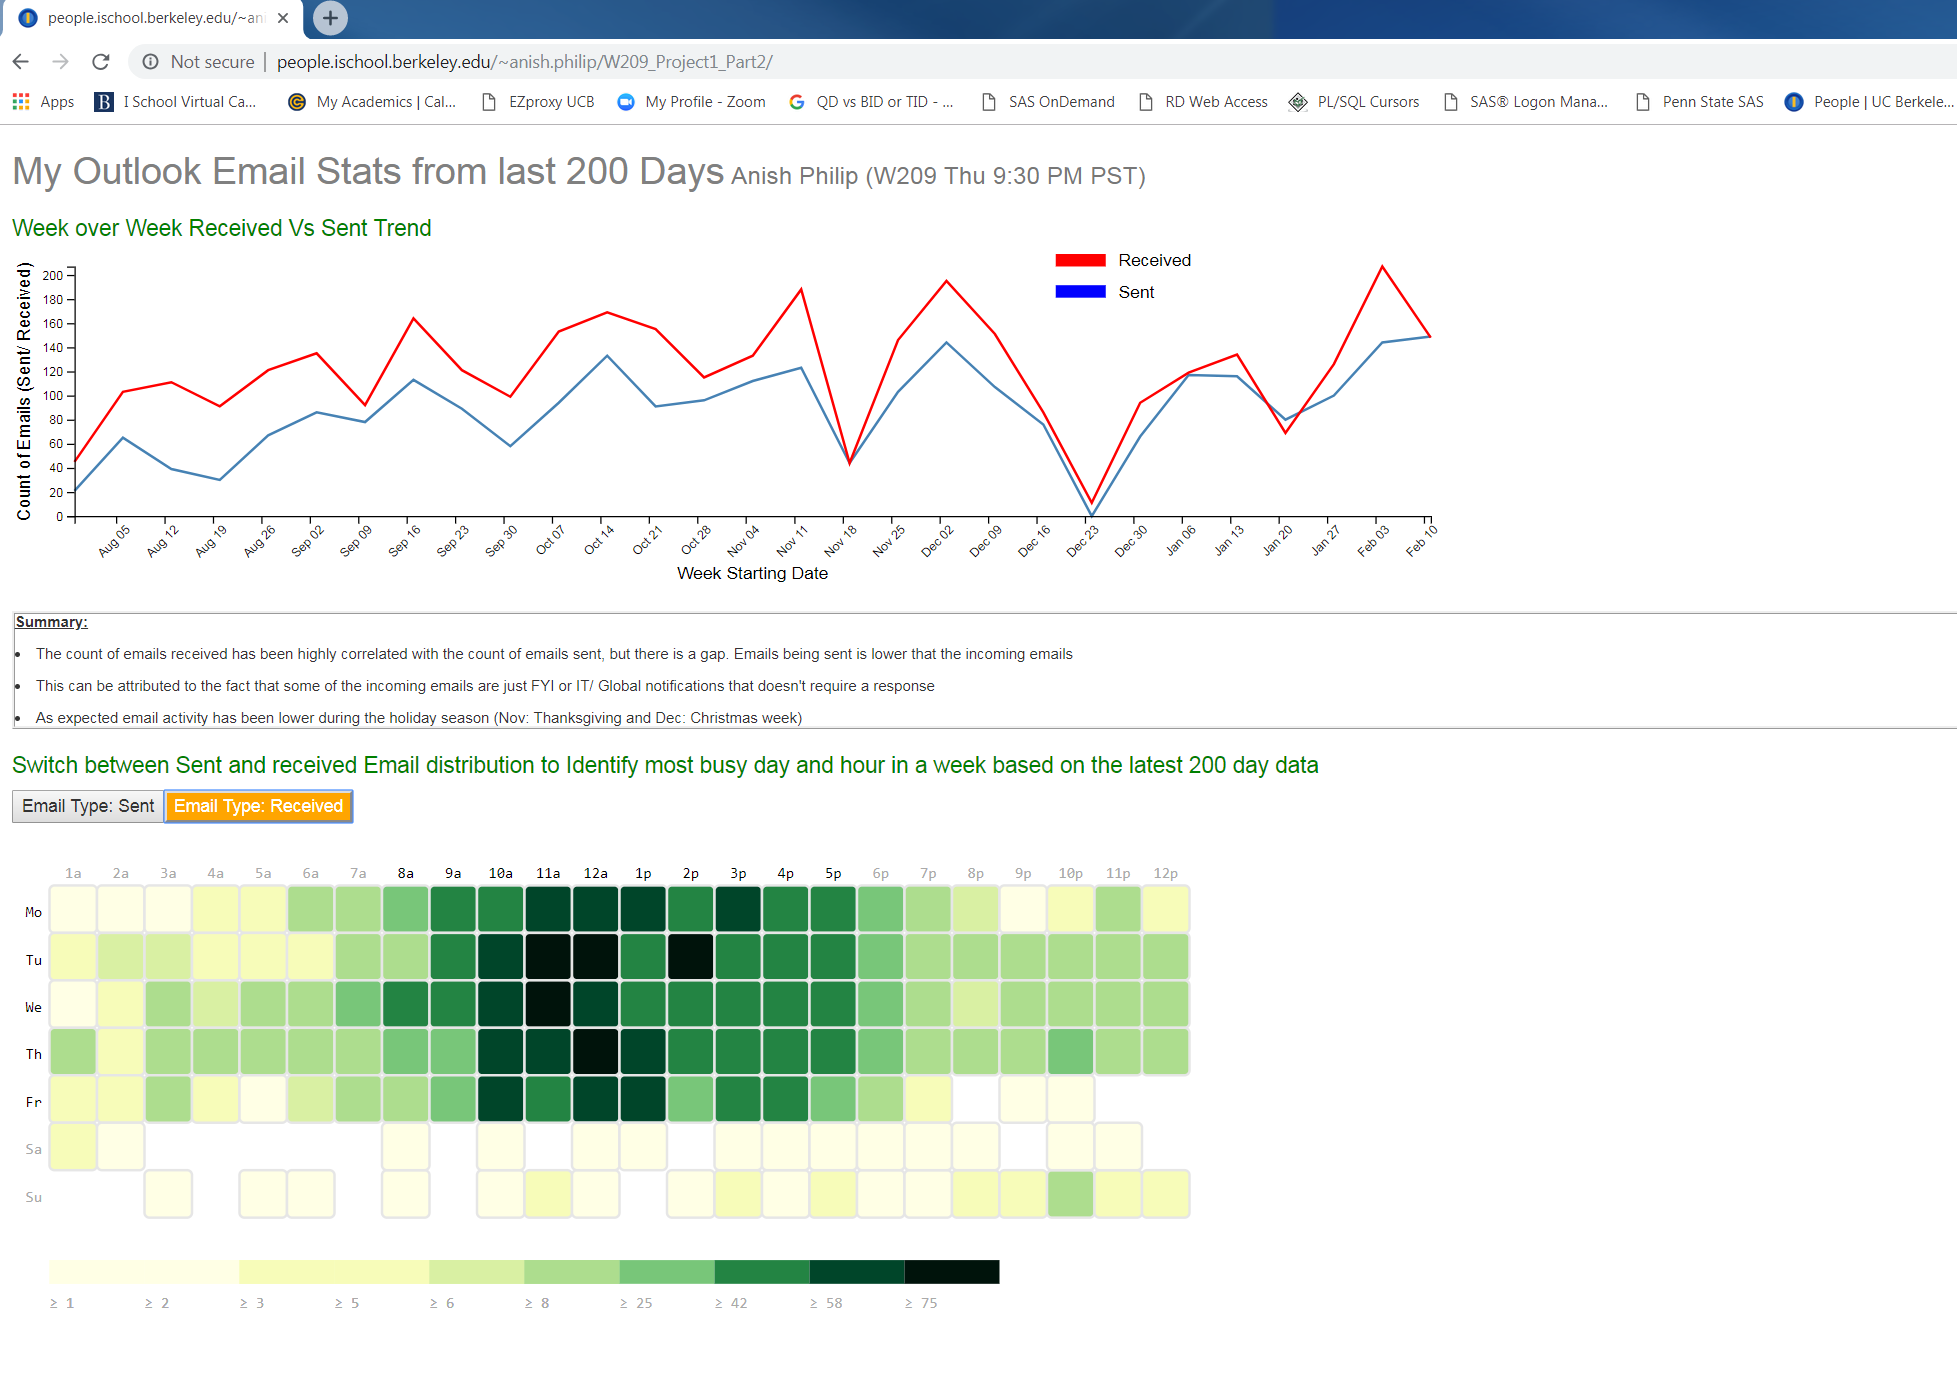 people.ischool.berkeley.edu/~ani
Not secure | people.ischool.berkeley.edu/~anish.philip/W209_Project1_Part2/
Apps I School Virtual Ca... My Academics | Cal... EZproxy UCB My Profile - Zoom QD vs BID or TID - ... SAS OnDemand RD Web Access PL/SQL Cursors SAS® Logon Mana... Penn State SAS People | UC Berkele...
My Outlook Email Stats from last 200 Days Anish Philip (W209 Thu 9:30 PM PST)
Week over Week Received Vs Sent Trend
Received
Sent
Count of Emails (Sent/ Received)
200
180
160
140
120
100
80
60
40
20
0
Aug 05 Aug 12 Aug 19 Aug 26 Sep 02 Sep 09 Sep 16 Sep 23 Sep 30 Oct 07 Oct 14 Oct 21 Oct 28 Nov 04 Nov 11 Nov 18 Nov 25 Dec 02 Dec 09 Dec 16 Dec 23 Dec 30 Jan 06 Jan 13 Jan 20 Jan 27 Feb 03 Feb 10
Week Starting Date
Summary:
The count of emails received has been highly correlated with the count of emails sent, but there is a gap. Emails being sent is lower that the incoming emails
This can be attributed to the fact that some of the incoming emails are just FYI or IT/ Global notifications that doesn't require a response
As expected email activity has been lower during the holiday season (Nov: Thanksgiving and Dec: Christmas week)
Switch between Sent and received Email distribution to Identify most busy day and hour in a week based on the latest 200 day data
Email Type: Sent Email Type: Received
1a 2a 3a 4a 5a 6a 7a 8a 9a 10a 11a 12a 1p 2p 3p 4p 5p 6p 7p 8p 9p 10p 11p 12p
Mo
Tu
We
Th
Fr
Sa
Su
≥ 1 ≥ 2 ≥ 3 ≥ 5 ≥ 6 ≥ 8 ≥ 25 ≥ 42 ≥ 58 ≥ 75